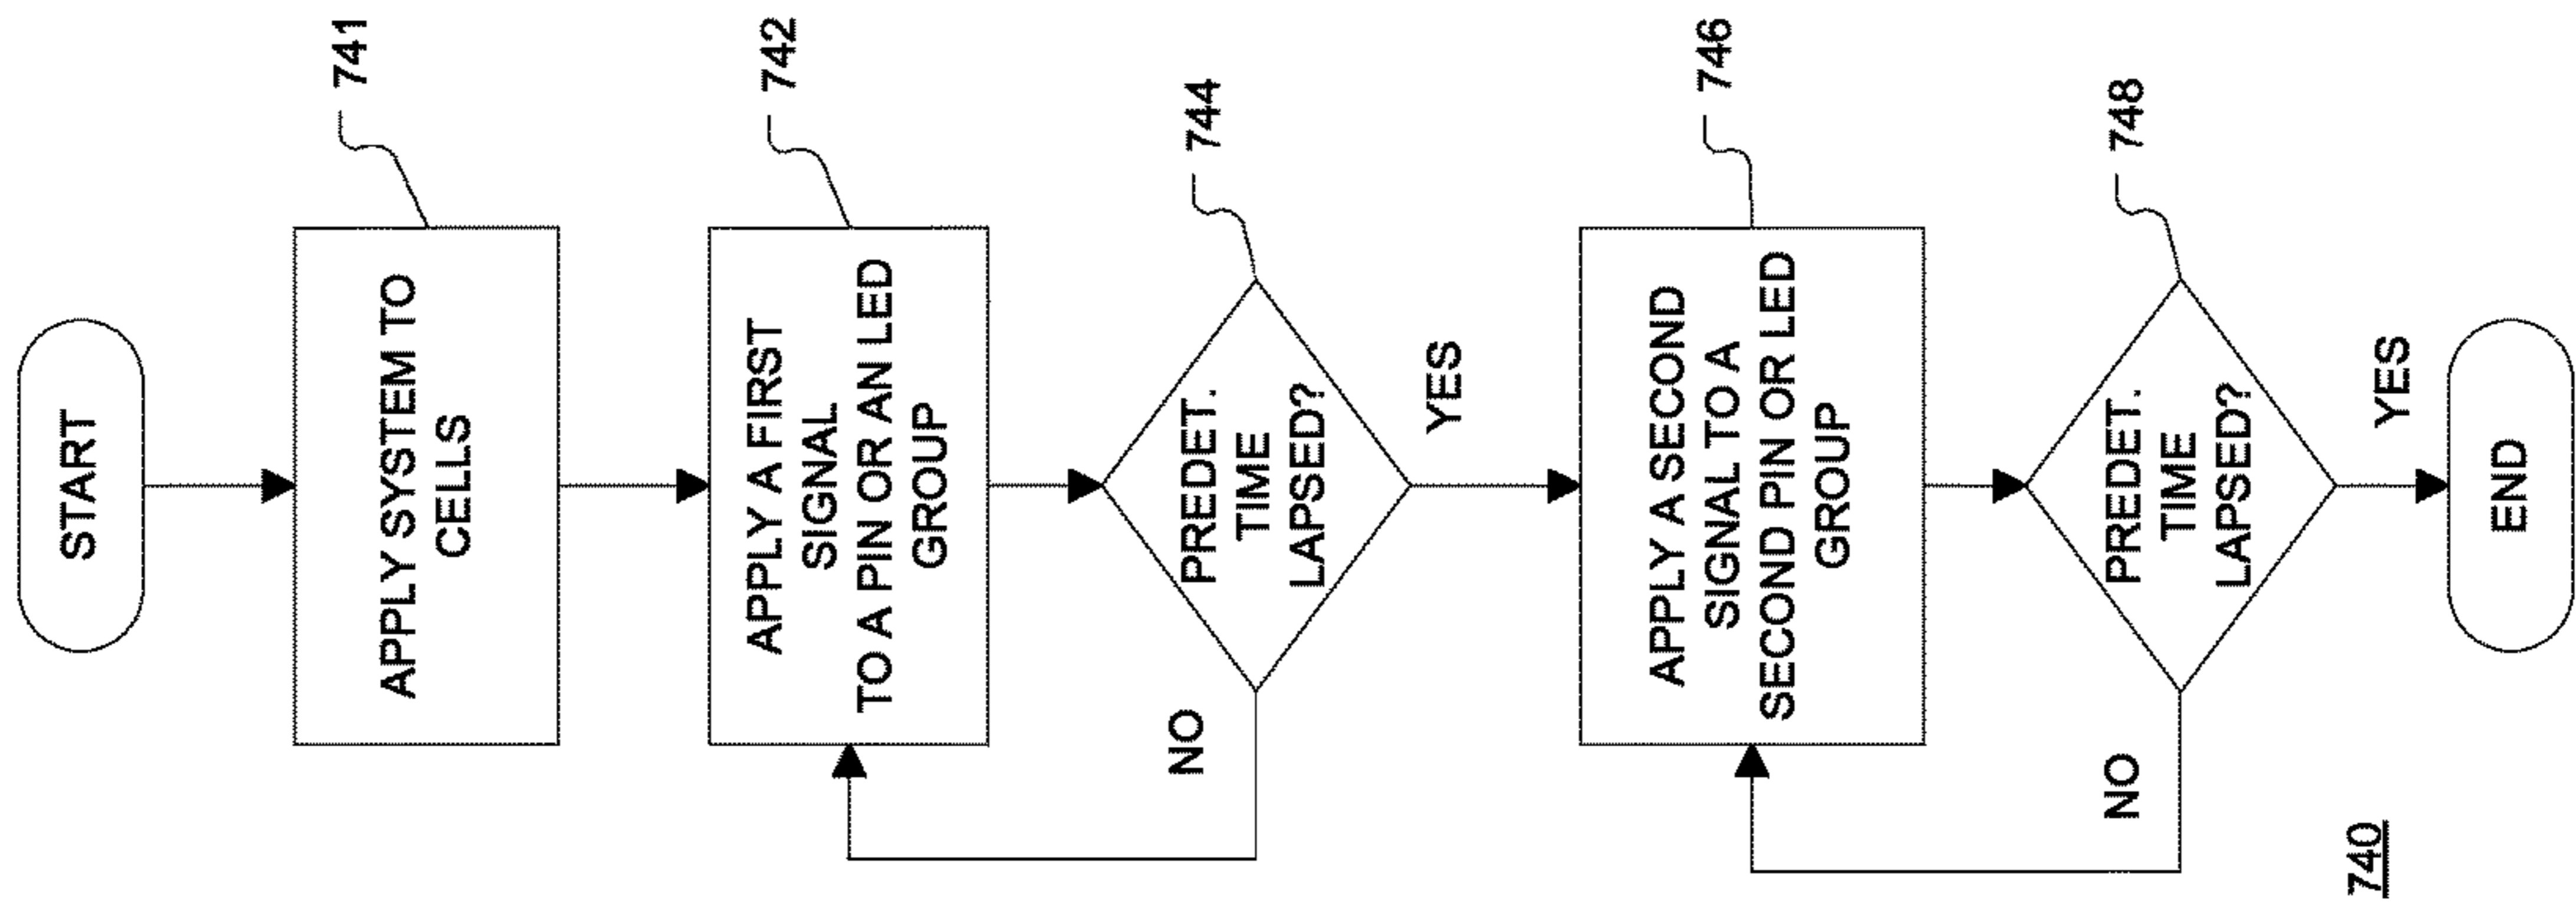 START
741
APPLY SYSTEM TO
CELLS
742
APPLY A FIRST
SIGNAL
TO A PIN OR AN LED
GROUP
744
PREDET.
TIME
LAPSED?
NO
YES
746
APPLY A SECOND
SIGNAL TO A
SECOND PIN OR LED
GROUP
748
PREDET.
TIME
LAPSED?
NO
YES
END
740